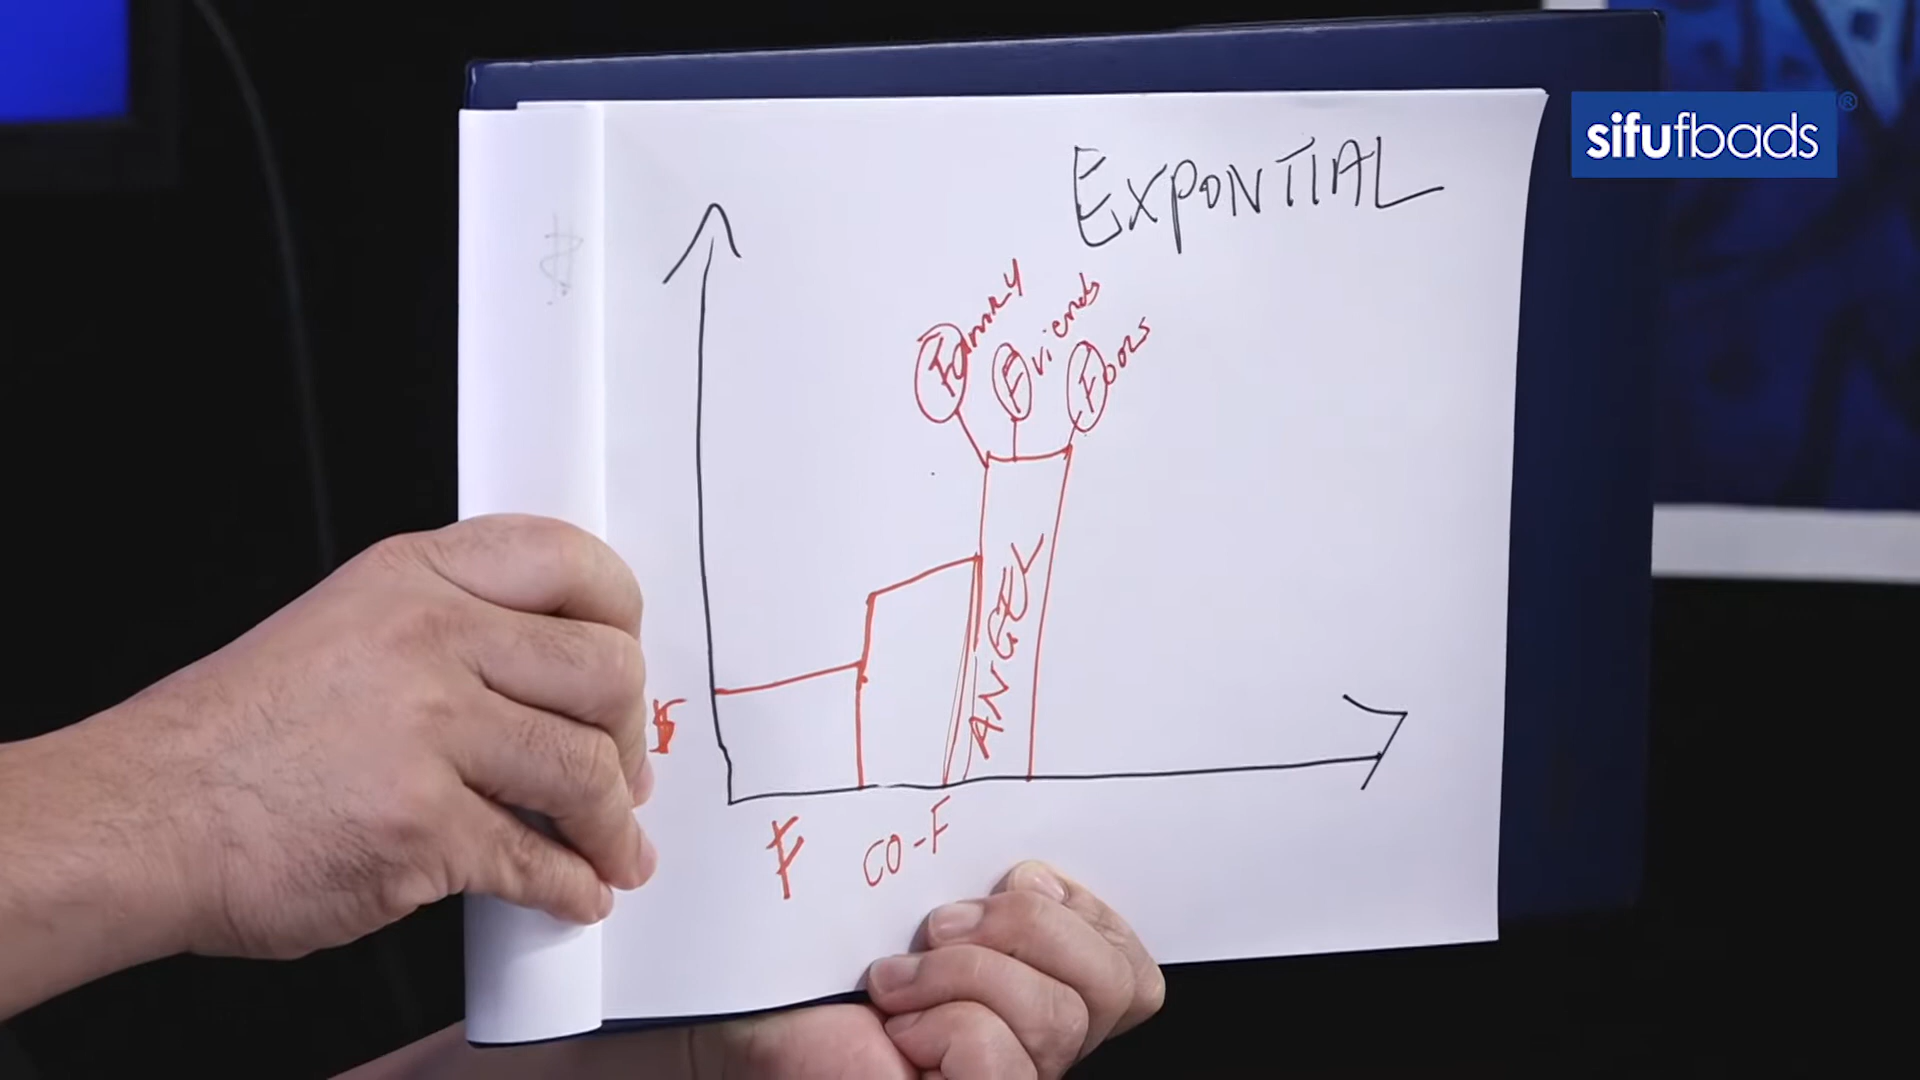 sifufbads®
EXPONTIAL
Family
Friends
Fools
ANGEL
$
F
CO-F